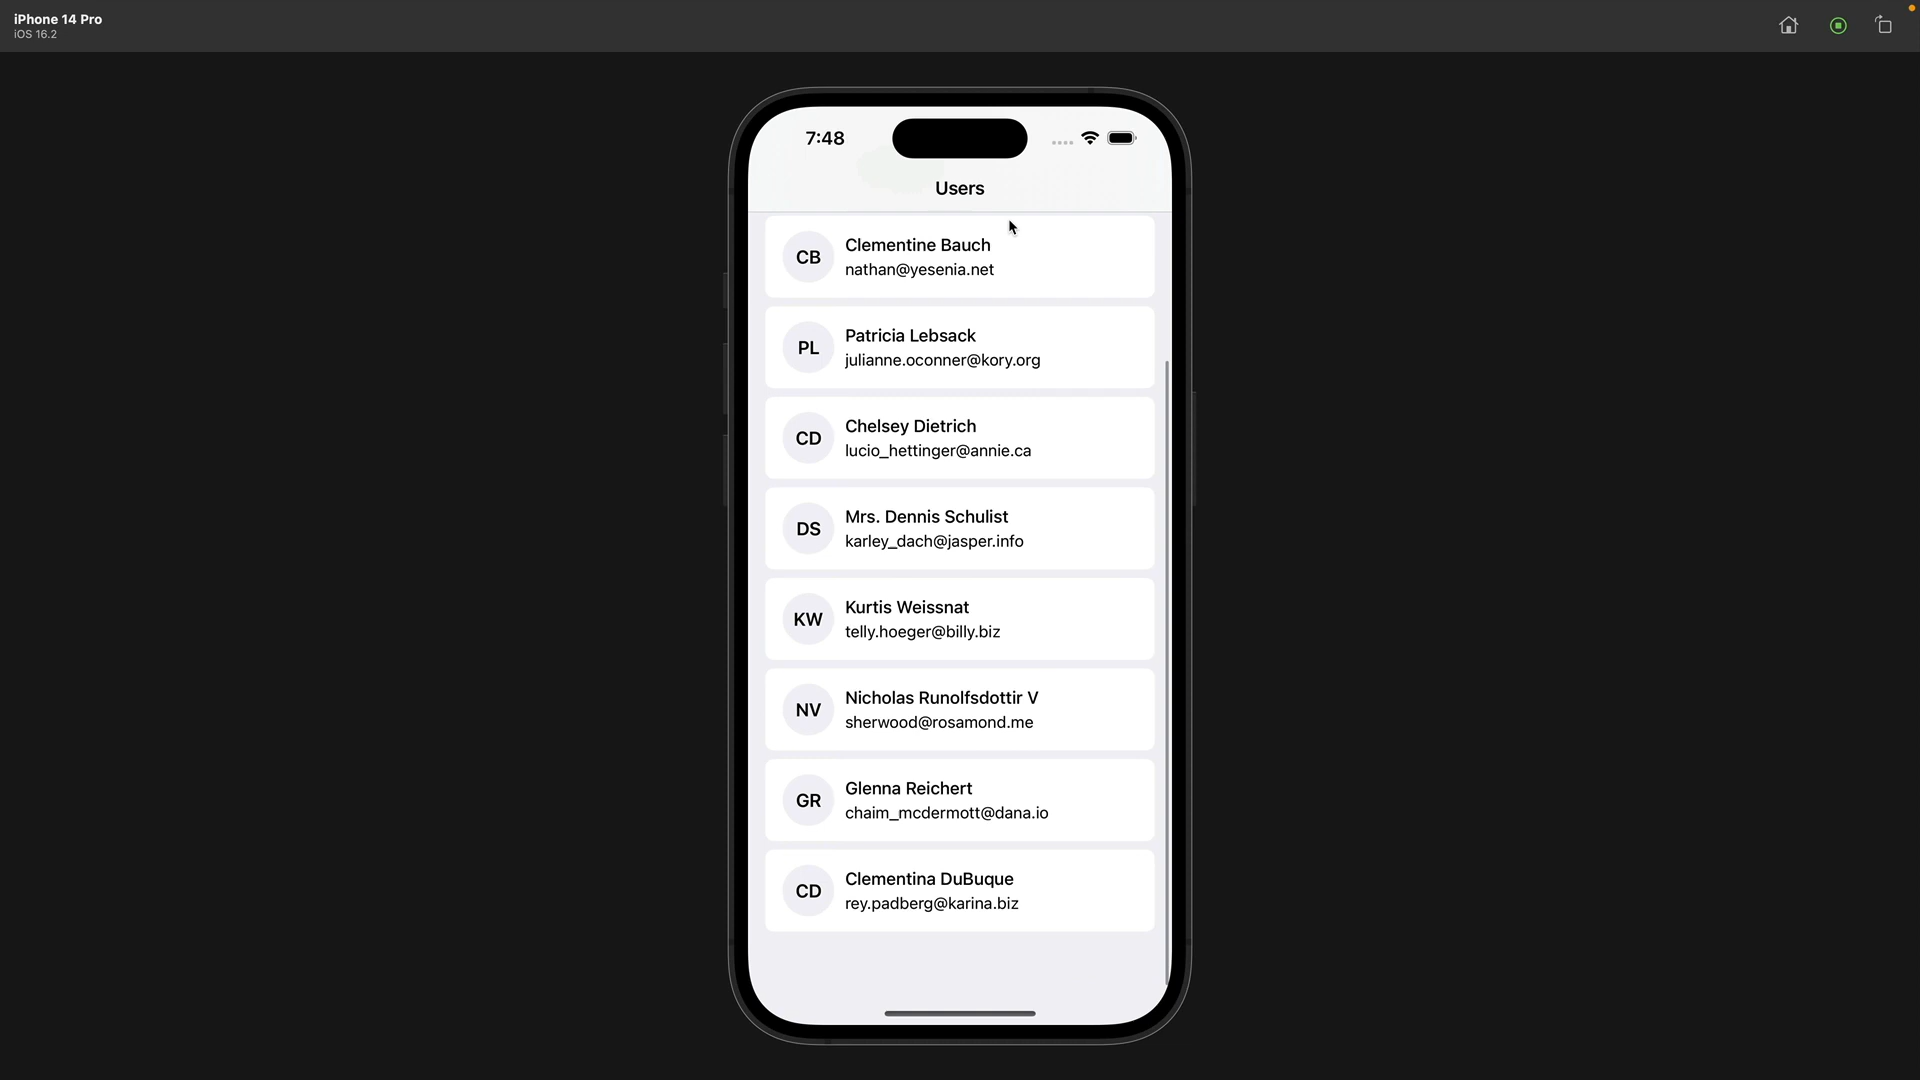 iPhone 14 Pro
iOS 16.2
7:48
Users
CB
Clementine Bauch
nathan@yesenia.net
PL
Patricia Lebsack
julianne.oconner@kory.org
CD
Chelsey Dietrich
lucio_hettinger@annie.ca
DS
Mrs. Dennis Schulist
karley_dach@jasper.info
KW
Kurtis Weissnat
telly.hoeger@billy.biz
NV
Nicholas Runolfsdottir V
sherwood@rosamond.me
GR
Glenna Reichert
chaim_mcdermott@dana.io
CD
Clementina DuBuque
rey.padberg@karina.biz